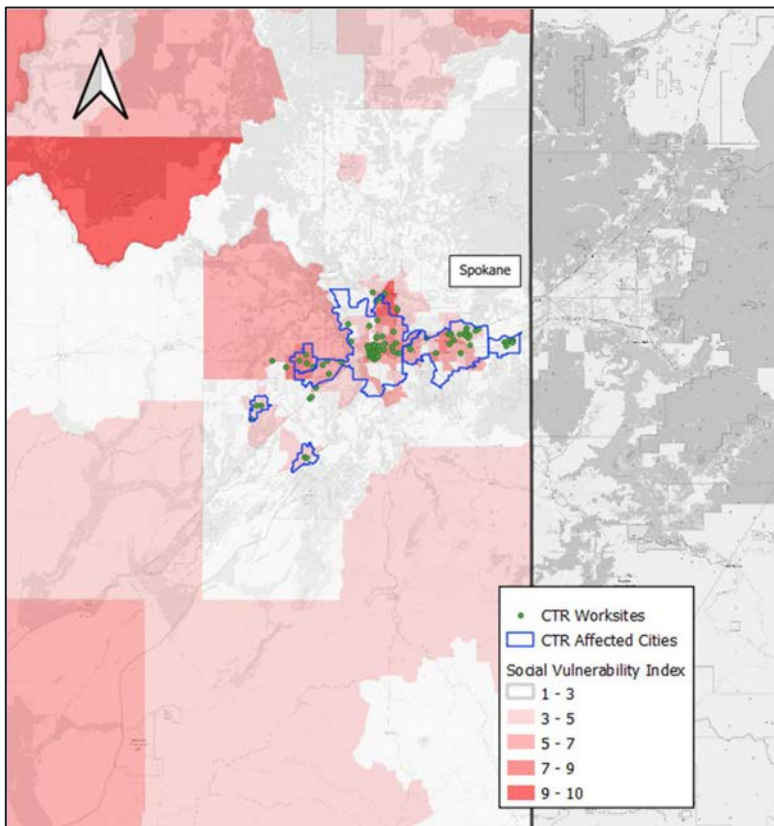 Spokane
CTR Worksites
CTR Affected Cities
Social Vulnerability Index
1 - 3
3 - 5
5 - 7
7 - 9
9 - 10